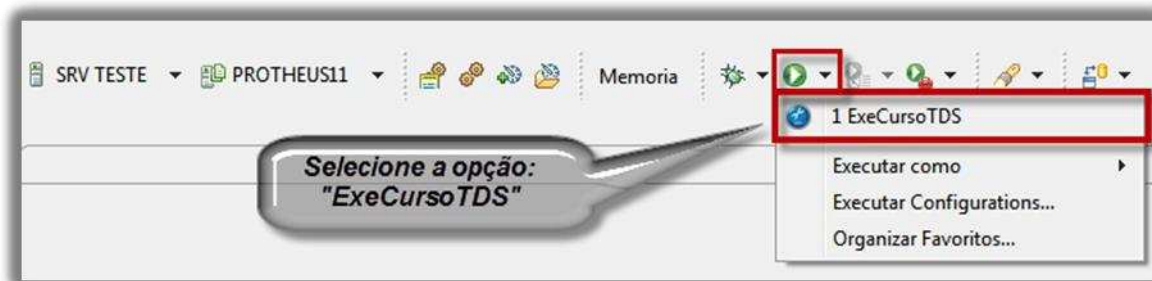 SRV TESTE PROTHEUS11 Memoria
1 ExeCursoTDS
Selecione a opção:
"ExeCursoTDS"
Executar como
Executar Configurations...
Organizar Favoritos...